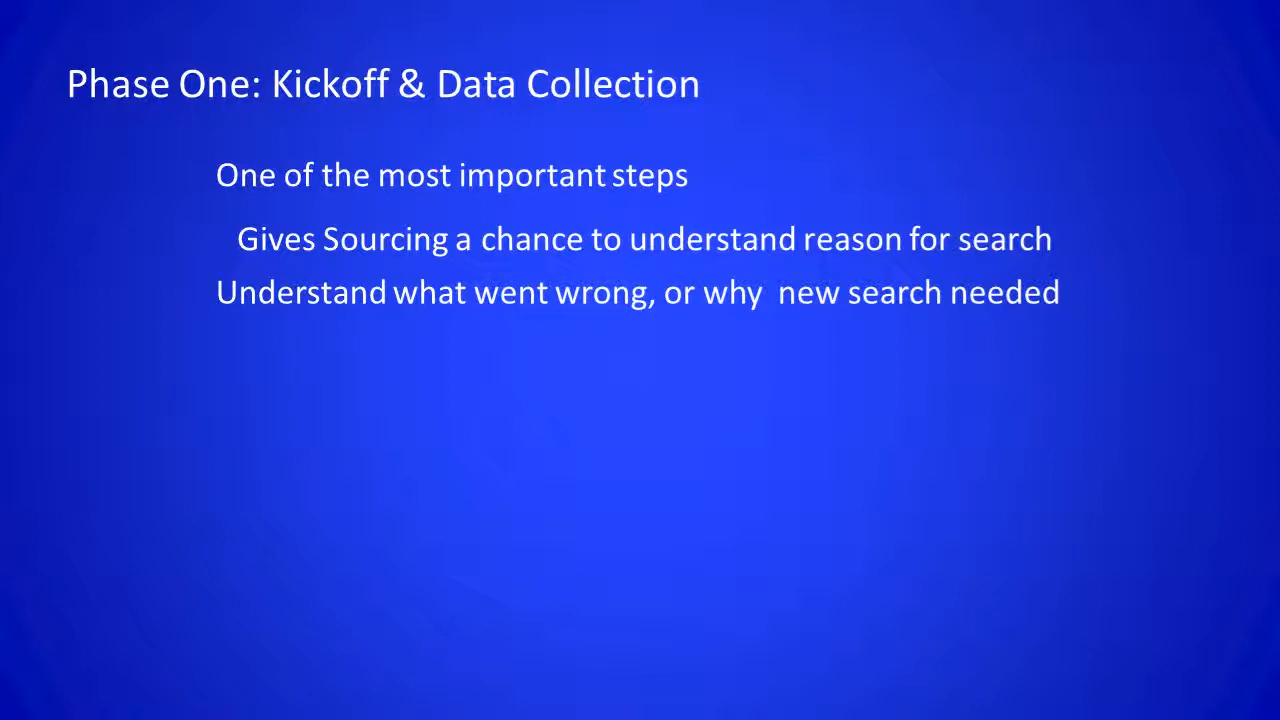 Phase One: Kickoff & Data Collection
One of the most important steps
Gives Sourcing a chance to understand reason for search
Understand what went wrong, or why  new search needed